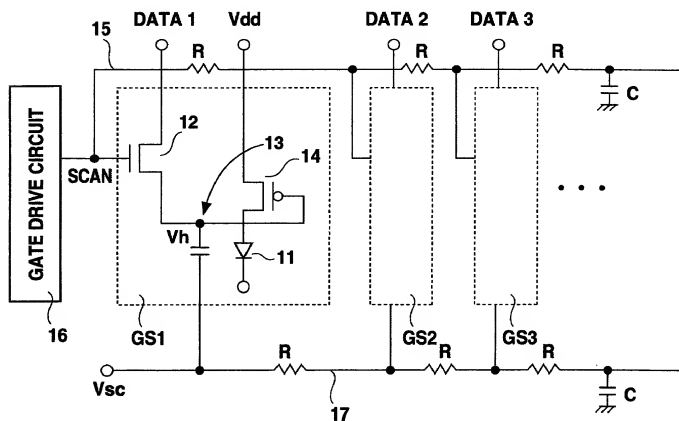 DATA 1
Vdd
DATA 2
DATA 3
15
R
R
R
C
GATE DRIVE CIRCUIT
SCAN
12
13
14
Vh
11
16
GS1
GS2
GS3
Vsc
R
17
R
R
C